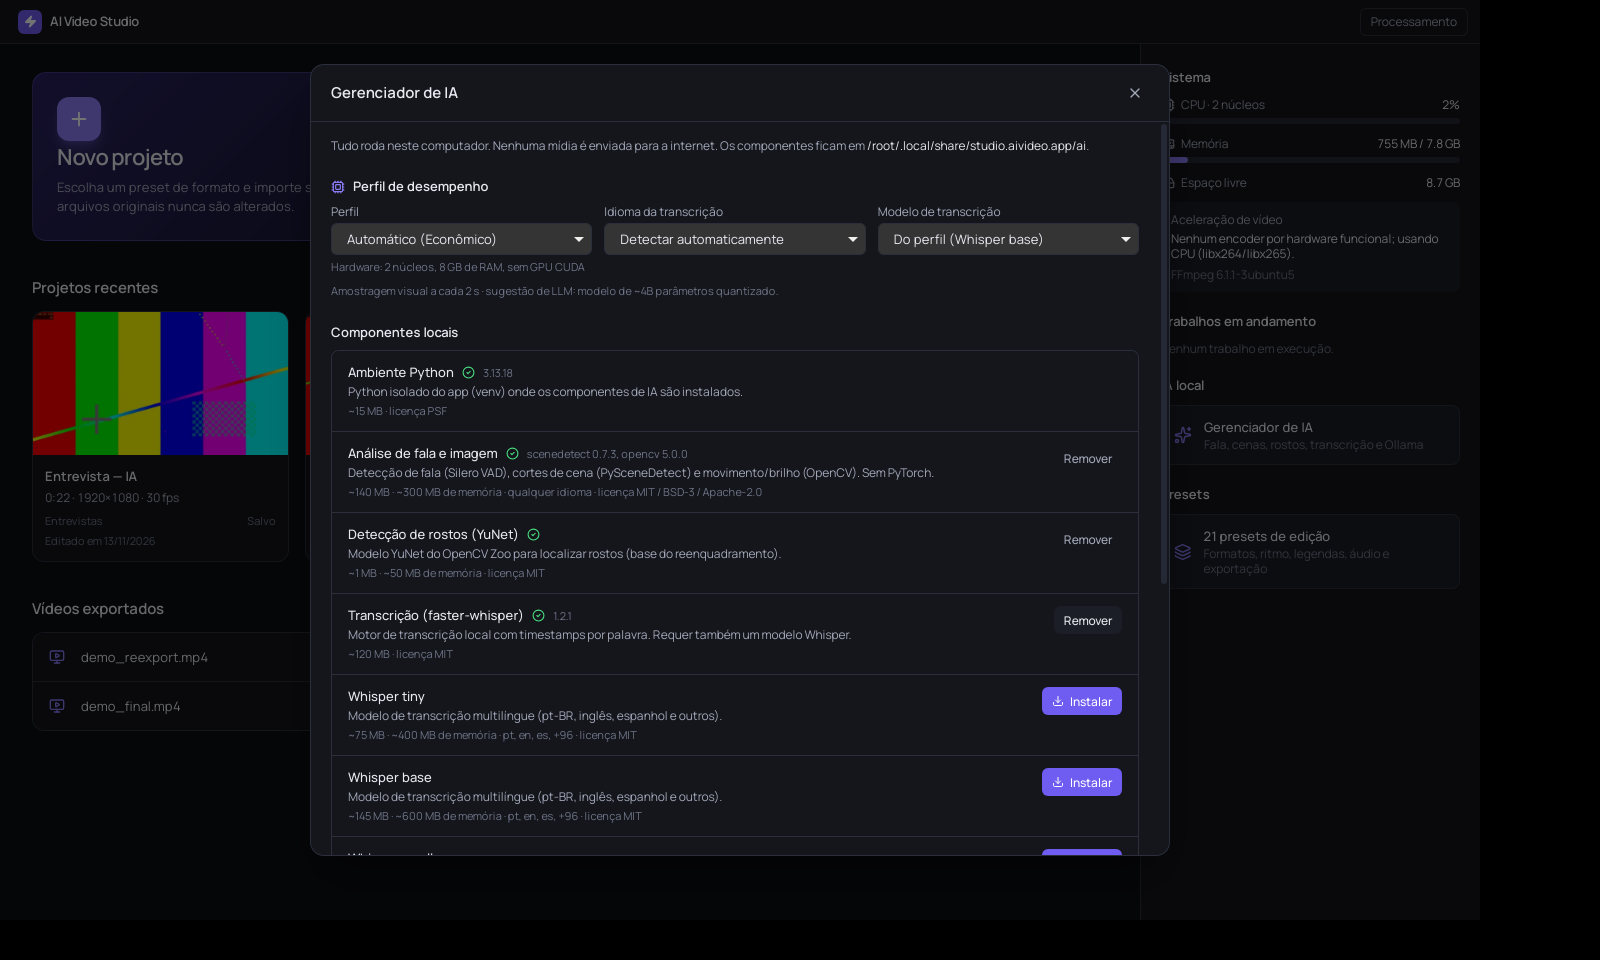 AI Video Studio
Processamento
Novo projeto
Escolha um preset de formato e importe s
arquivos originais nunca são alterados.
Projetos recentes
Entrevista — IA
0:22 · 1920×1080 · 30 fps
Entrevistas
Salvo
Editado em 13/11/2026
Vídeos exportados
demo_reexport.mp4
demo_final.mp4
Gerenciador de IA
Tudo roda neste computador. Nenhuma mídia é enviada para a internet. Os componentes ficam em /root/.local/share/studio.aivideo.app/ai.
Perfil de desempenho
Perfil
Idioma da transcrição
Modelo de transcrição
Automático (Econômico)
Detectar automaticamente
Do perfil (Whisper base)
Hardware: 2 núcleos, 8 GB de RAM, sem GPU CUDA
Amostragem visual a cada 2 s · sugestão de LLM: modelo de ~4B parâmetros quantizado.
Componentes locais
Ambiente Python 3.13.18
Python isolado do app (venv) onde os componentes de IA são instalados.
~15 MB · licença PSF
Análise de fala e imagem scenedetect 0.7.3, opencv 5.0.0
Remover
Detecção de fala (Silero VAD), cortes de cena (PySceneDetect) e movimento/brilho (OpenCV). Sem PyTorch.
~140 MB · ~300 MB de memória · qualquer idioma · licença MIT / BSD-3 / Apache-2.0
Detecção de rostos (YuNet)
Remover
Modelo YuNet do OpenCV Zoo para localizar rostos (base do reenquadramento).
~1 MB · ~50 MB de memória · licença MIT
Transcrição (faster-whisper) 1.2.1
Remover
Motor de transcrição local com timestamps por palavra. Requer também um modelo Whisper.
~120 MB · licença MIT
Whisper tiny
Instalar
Modelo de transcrição multilíngue (pt-BR, inglês, espanhol e outros).
~75 MB · ~400 MB de memória · pt, en, es, +96 · licença MIT
Whisper base
Instalar
Modelo de transcrição multilíngue (pt-BR, inglês, espanhol e outros).
~145 MB · ~600 MB de memória · pt, en, es, +96 · licença MIT
istema
CPU · 2 núcleos
2%
Memória
755 MB / 7.8 GB
Espaço livre
8.7 GB
Aceleração de vídeo
Nenhum encoder por hardware funcional; usando
CPU (libx264/libx265).
FFmpeg 6.1.1-3ubuntu5
rabalhos em andamento
enhum trabalho em execução.
A local
Gerenciador de IA
Fala, cenas, rostos, transcrição e Ollama
resets
21 presets de edição
Formatos, ritmo, legendas, áudio e
exportação